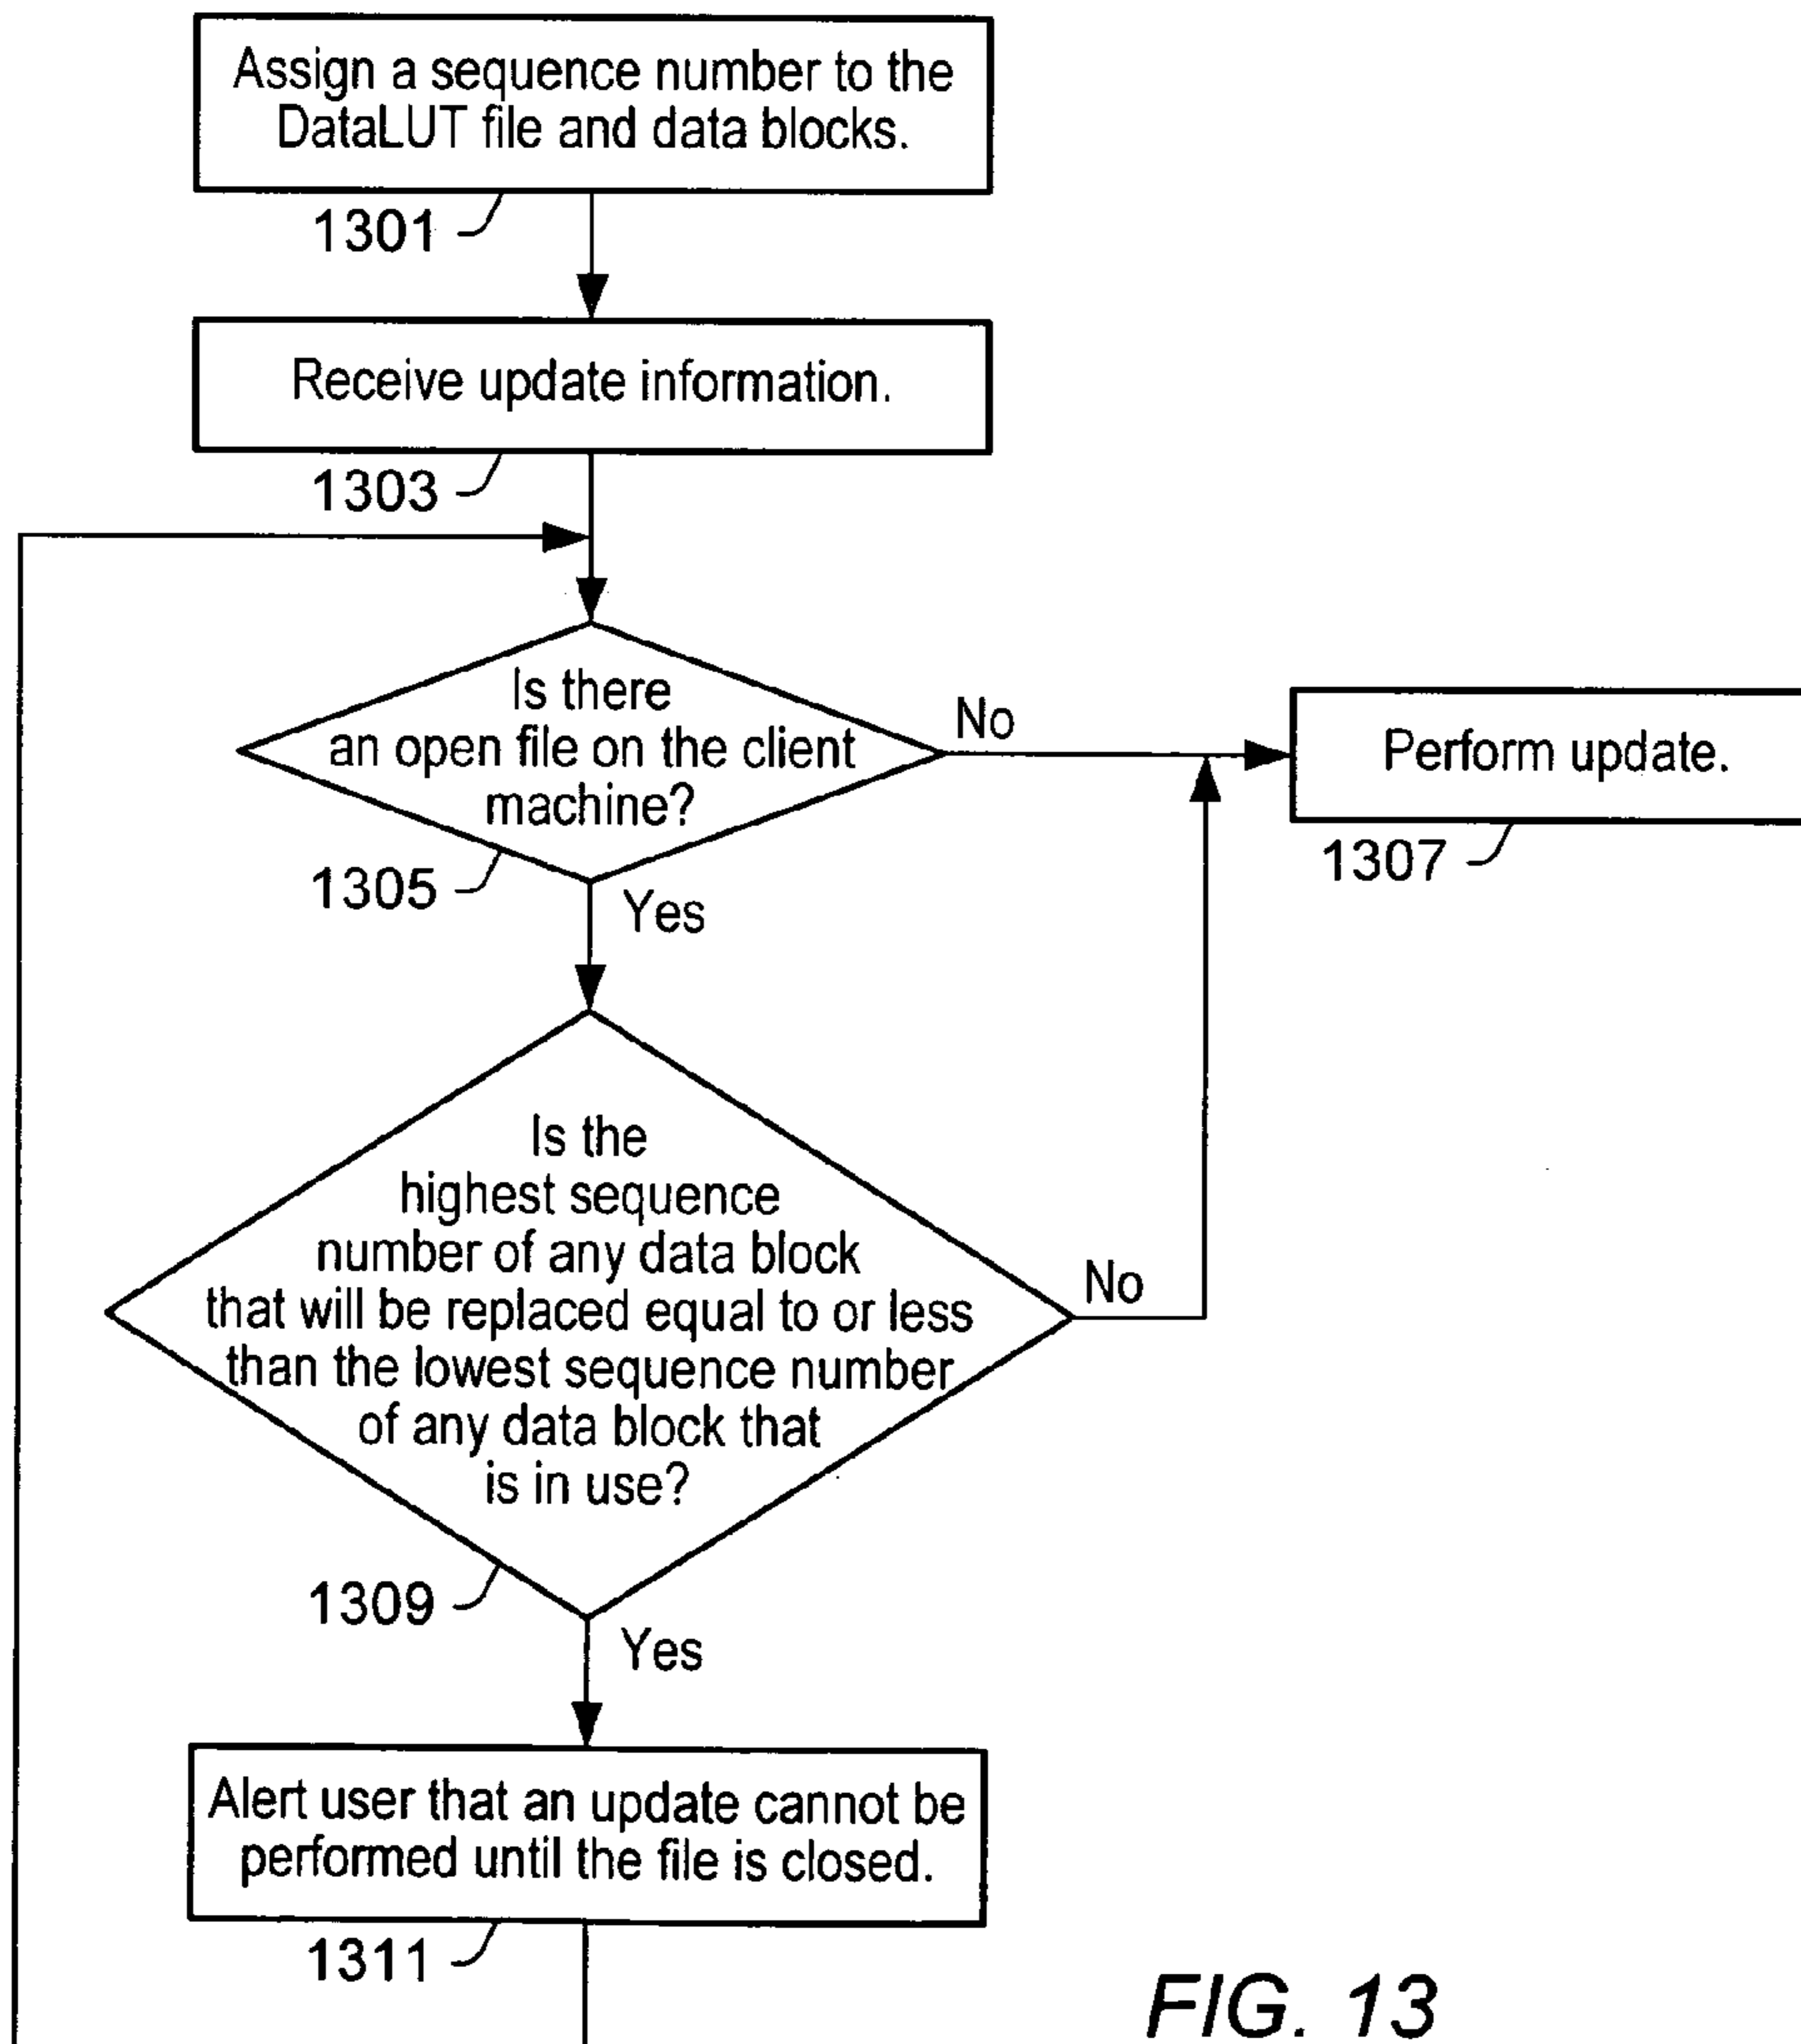 Assign a sequence number to the
DataLUT file and data blocks.
1301
Receive update information.
1303
Is there
an open file on the client
machine?
1305
No
Perform update.
1307
Yes
Is the
highest sequence
number of any data block
that will be replaced equal to or less
than the lowest sequence number
of any data block that
is in use?
1309
No
Yes
Alert user that an update cannot be
performed until the file is closed.
1311
FIG. 13